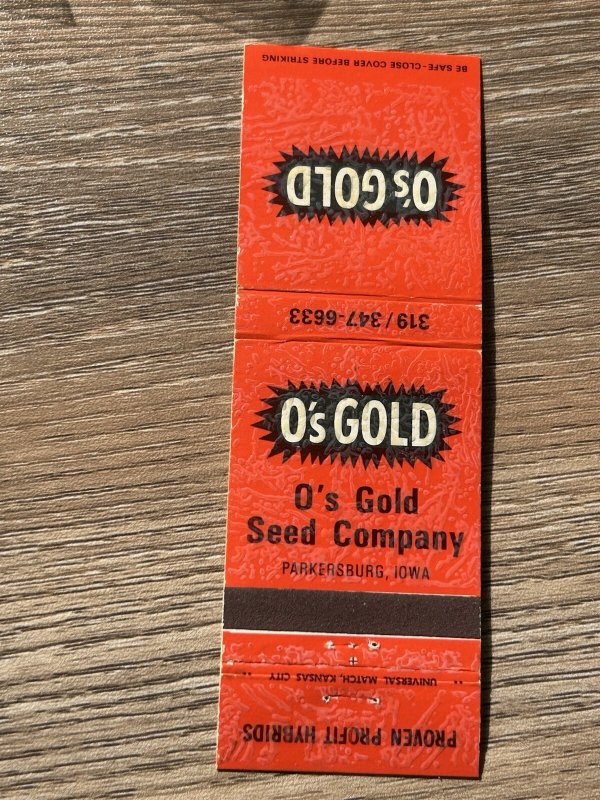 BE SAFE-CLOSE COVER BEFORE STRIKING
O's GOLD
319/347-6633
O's GOLD
O's Gold
Seed Company
PARKERSBURG, IOWA
UNIVERSAL MATCH, KANSAS CITY
PROVEN PROFIT HYBRIDS